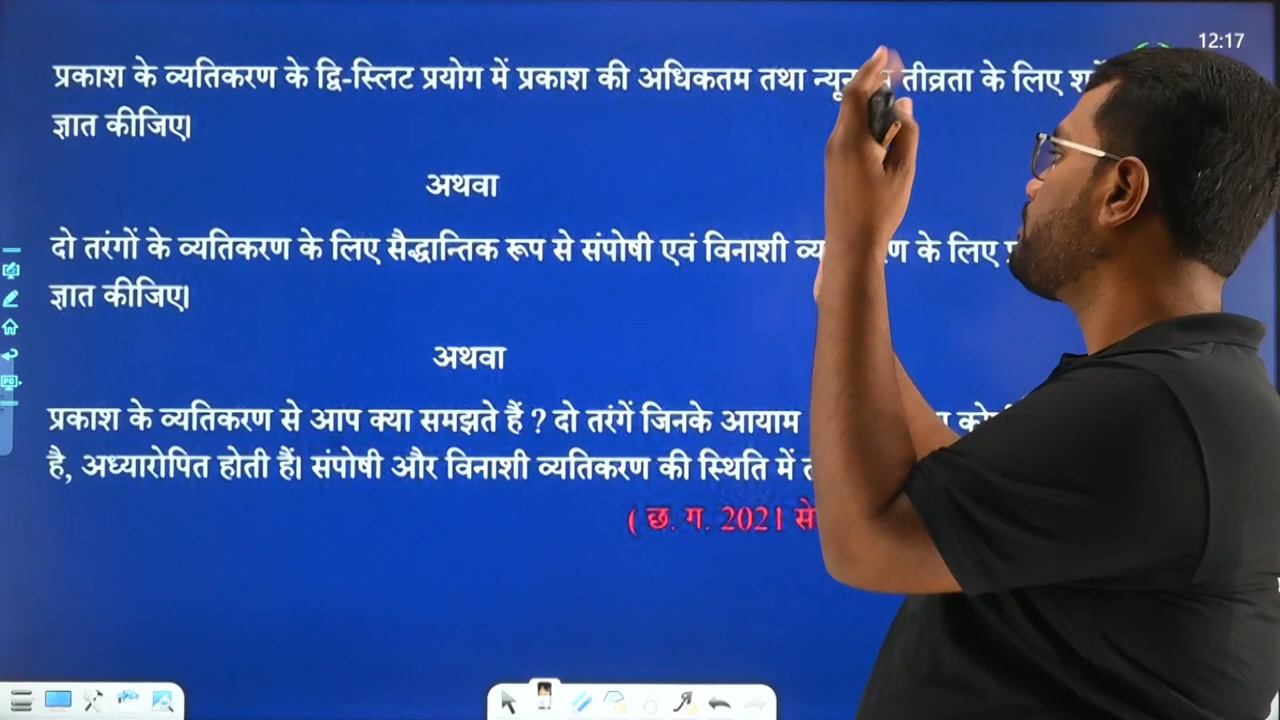 12:17
प्रकाश के व्यतिकरण के द्वि-स्लिट प्रयोग में प्रकाश की अधिकतम तथा तीव्रता के लिए
ज्ञात कीजिए।
अथवा
दो तरंगों के व्यतिकरण के लिए सैद्धान्तिक रूप से संपोषी एवं विनाशी के लिए
ज्ञात कीजिए।
अथवा
प्रकाश के व्यतिकरण से आप क्या समझते हैं ? दो तरंगें जिनके आयाम
है, अध्यारोपित होती हैं। संपोषी और विनाशी व्यतिकरण की स्थिति में
( छ. ग. 2021 से